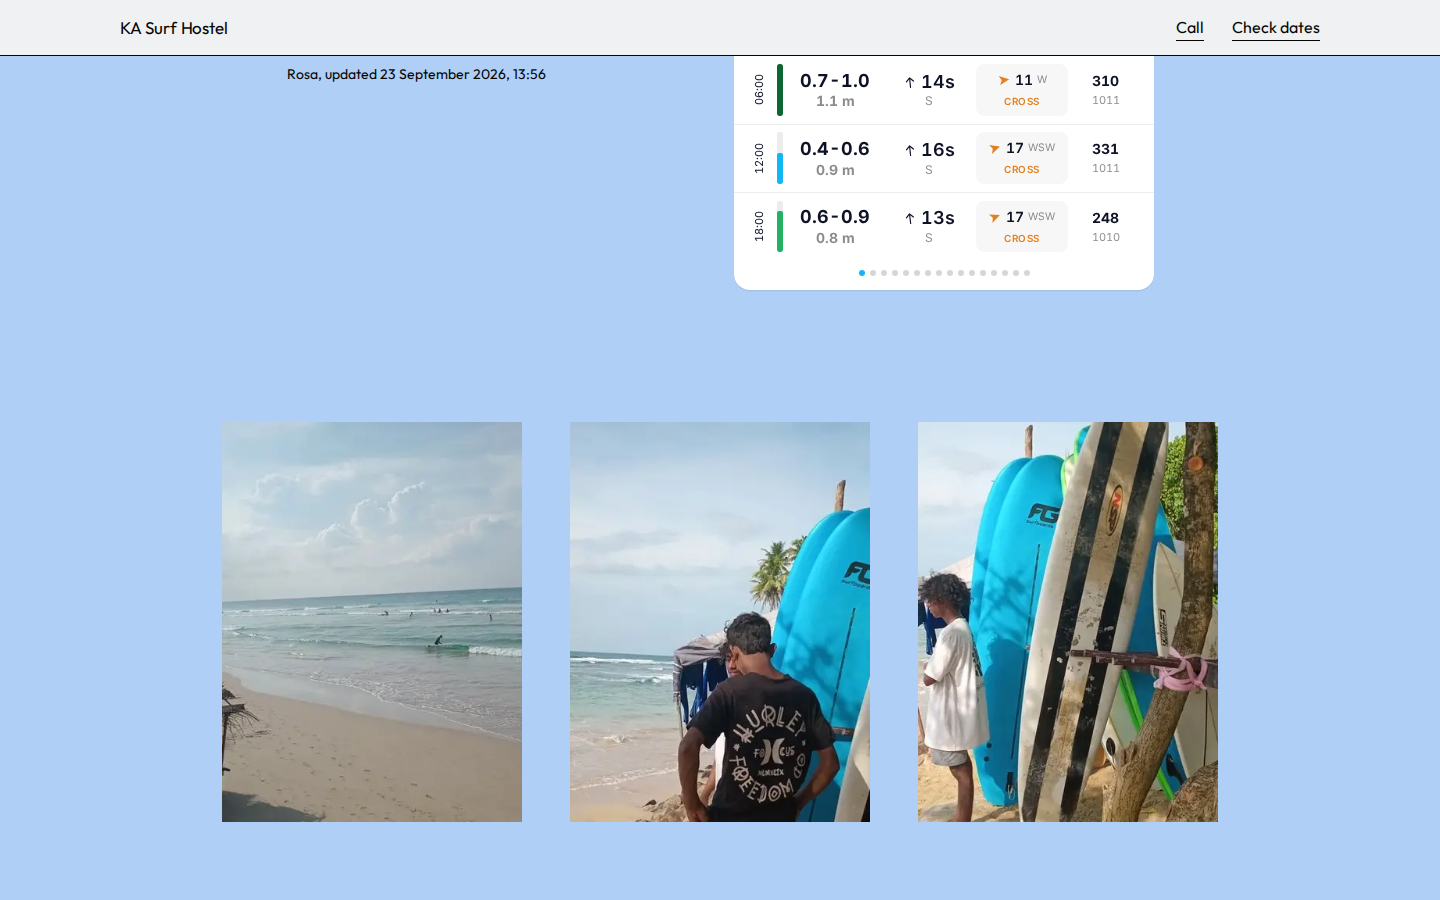 KA Surf Hostel
Call
Check dates
Rosa, updated 23 September 2026, 13:56
06:00
0.7-1.0
1.1 m
14s
S
11 W
CROSS
310
1011
12:00
0.4-0.6
0.9 m
16s
S
17 WSW
CROSS
331
1011
18:00
0.6-0.9
0.8 m
13s
S
17 WSW
CROSS
248
1010
HURLEY
FOCUS
MCMXCIX
FREEDOM
FG